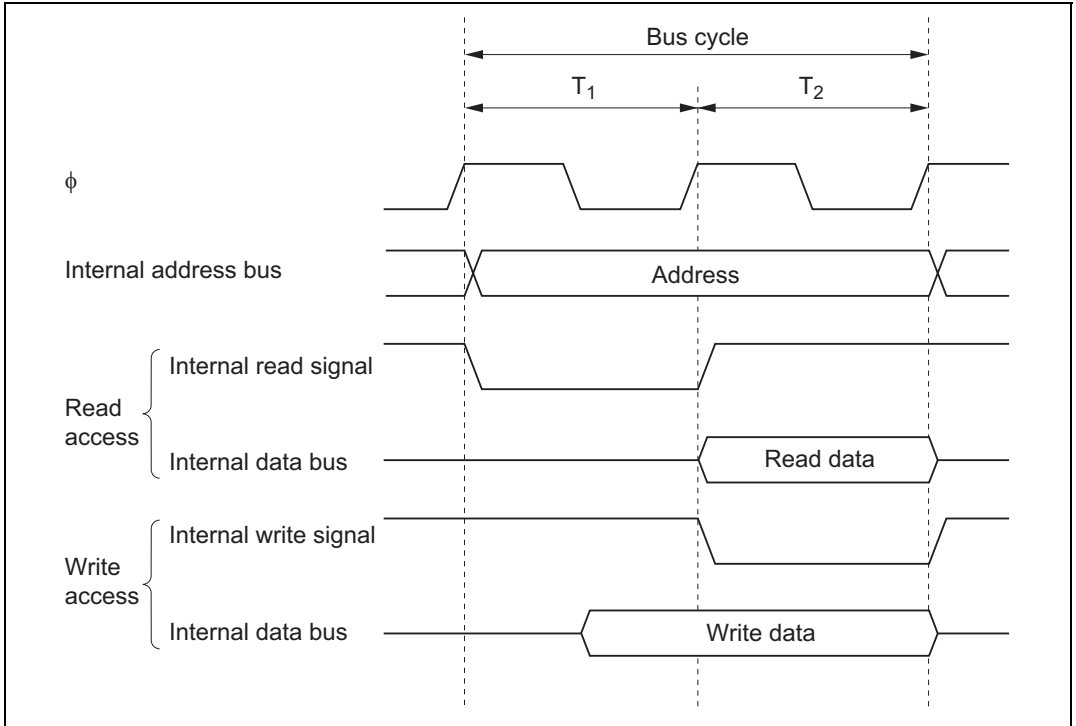 Bus cycle
T₁ T₂
ϕ
Internal address bus Address
Internal read signal
Read
access
Internal data bus Read data
Internal write signal
Write
access
Internal data bus Write data